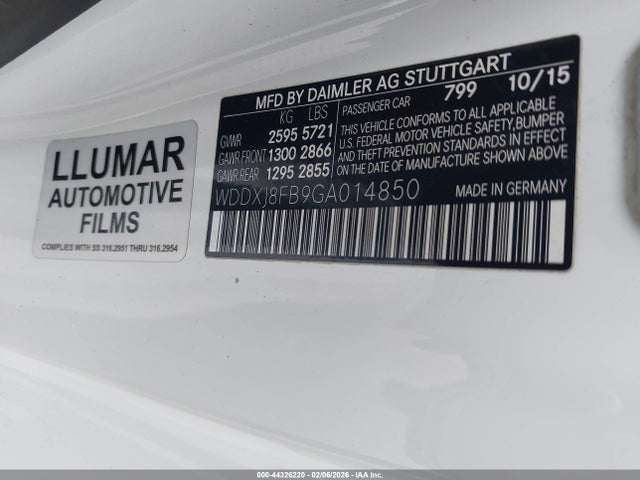 LLUMAR
AUTOMOTIVE
FILMS
COMPLIES WITH SS 316.2951 THRU 316.2954
MFD BY DAIMLER AG STUTTGART
KG LBS
GVWR 2595 5721
GAWR FRONT 1300 2866
GAWR REAR 1295 2855
PASSENGER CAR 799 10/15
THIS VEHICLE CONFORMS TO ALL APPLICABLE
U.S. FEDERAL MOTOR VEHICLE SAFETY, BUMPER
AND THEFT PREVENTION STANDARDS IN EFFECT
ON THE DATE OF MANUFACTURE SHOWN ABOVE.
WDDXJ8FB9GA014850
MADE IN GERMANY
000-44326220 - 02/06/2026 - IAAI.COM